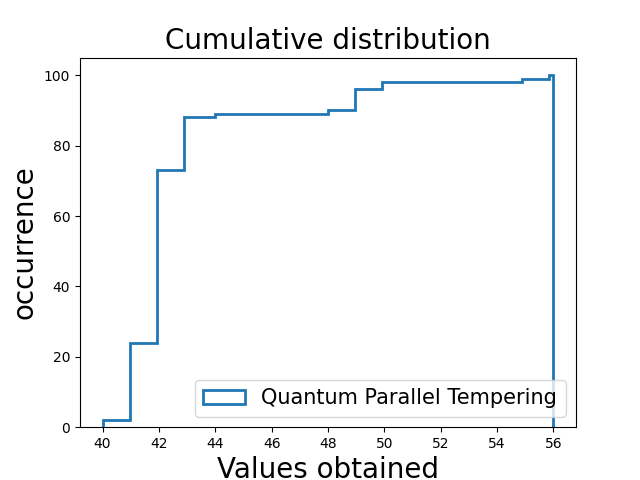 Cumulative distribution
occurrence
100
80
60
40
20
0
40 42 44 46 48 50 52 54 56
Values obtained
Quantum Parallel Tempering